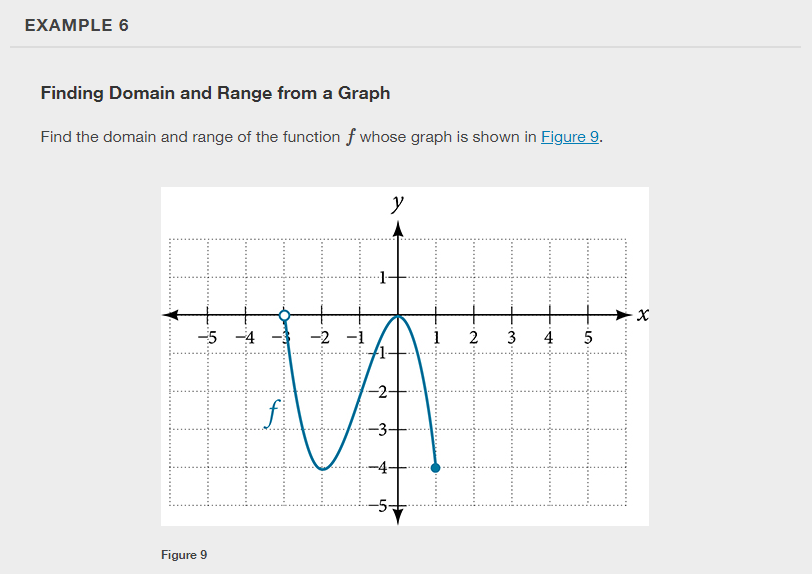 EXAMPLE 6
Finding Domain and Range from a Graph
Find the domain and range of the function f whose graph is shown in Figure 9.
y
1
x
−5 −4 −3 −2 −1 1 2 3 4 5
−1
−2
f
−3
−4
−5
Figure 9